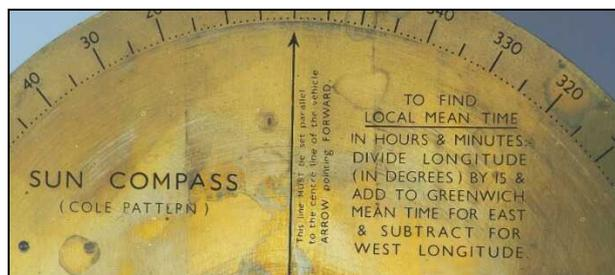 40
30
20
340
330
320
SUN COMPASS
(COLE PATTERN)
This line MUST be set parallel
to the centre line of the vehicle
ARROW pointing FORWARD.
TO FIND
LOCAL MEAN TIME
IN HOURS & MINUTES:
DIVIDE LONGITUDE
(IN DEGREES) BY 15 &
ADD TO GREENWICH
MEAN TIME FOR EAST
& SUBTRACT FOR
WEST LONGITUDE.